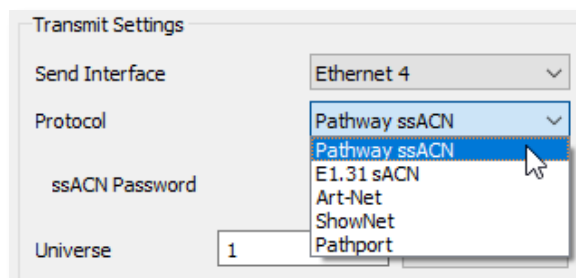 Transmit Settings
Send Interface Ethernet 4
Protocol Pathway ssACN
Pathway ssACN
E1.31 sACN
ssACN Password
Art-Net
ShowNet
Universe 1
Pathport